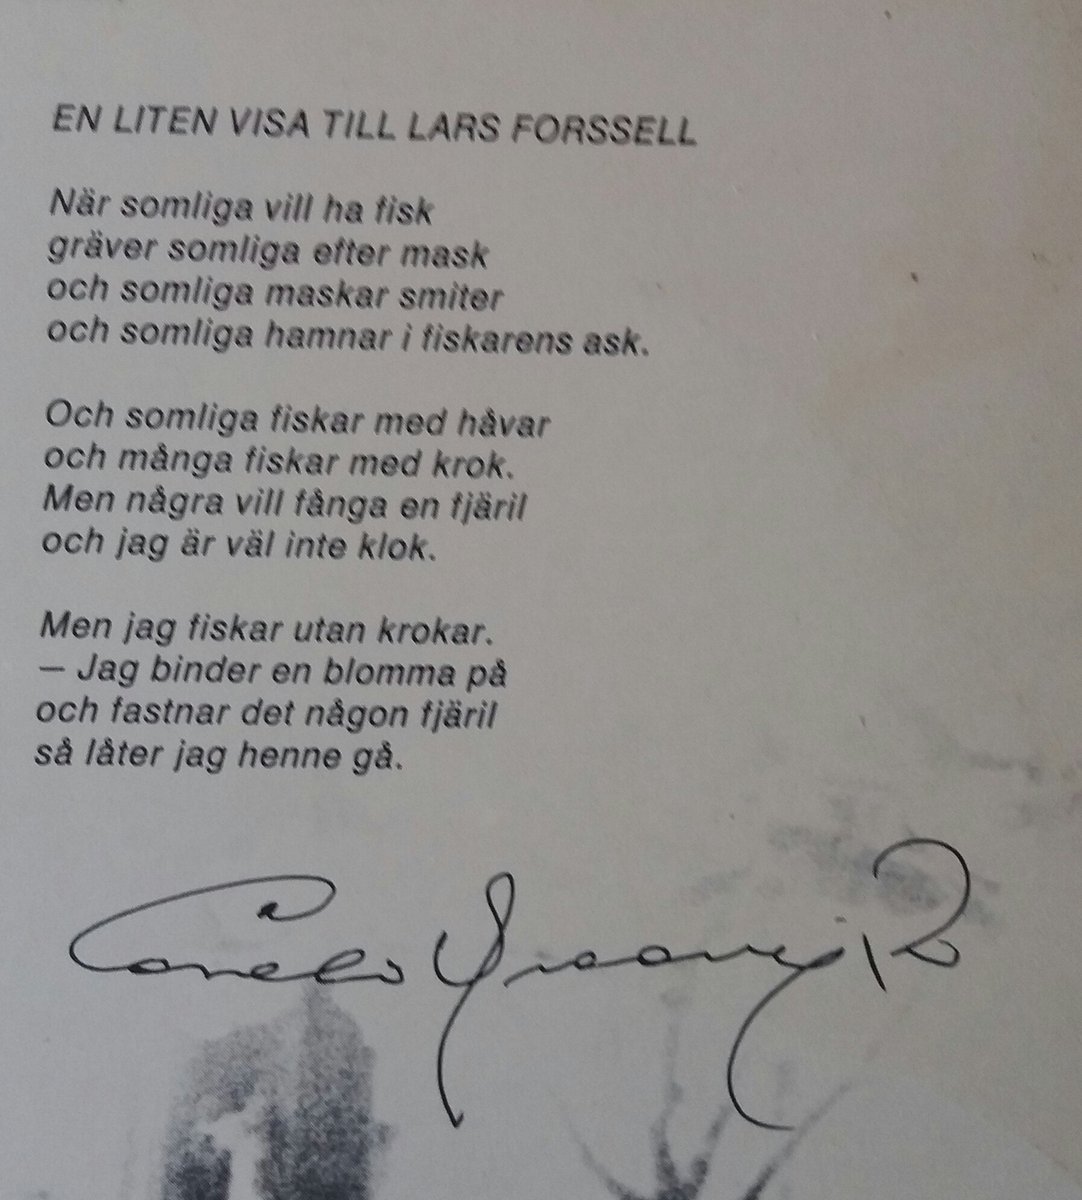 EN LITEN VISA TILL LARS FORSSELL
När somliga vill ha fisk
gräver somliga efter mask
och somliga maskar smiter
och somliga hamnar i fiskarens ask.
Och somliga fiskar med håvar
och många fiskar med krok.
Men några vill fånga en fjäril
och jag är väl inte klok.
Men jag fiskar utan krokar.
— Jag binder en blomma på
och fastnar det någon fjäril
så låter jag henne gå.